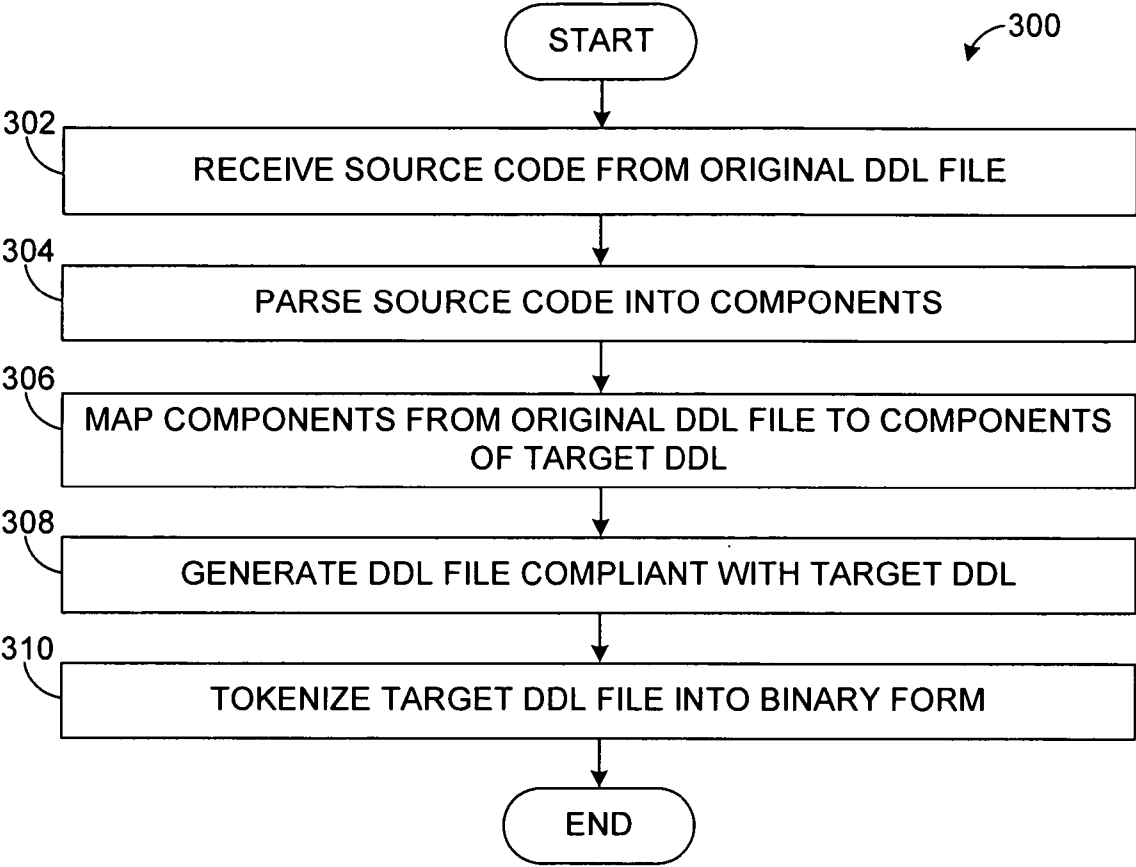 START
300
302
RECEIVE SOURCE CODE FROM ORIGINAL DDL FILE
304
PARSE SOURCE CODE INTO COMPONENTS
306
MAP COMPONENTS FROM ORIGINAL DDL FILE TO COMPONENTS
OF TARGET DDL
308
GENERATE DDL FILE COMPLIANT WITH TARGET DDL
310
TOKENIZE TARGET DDL FILE INTO BINARY FORM
END